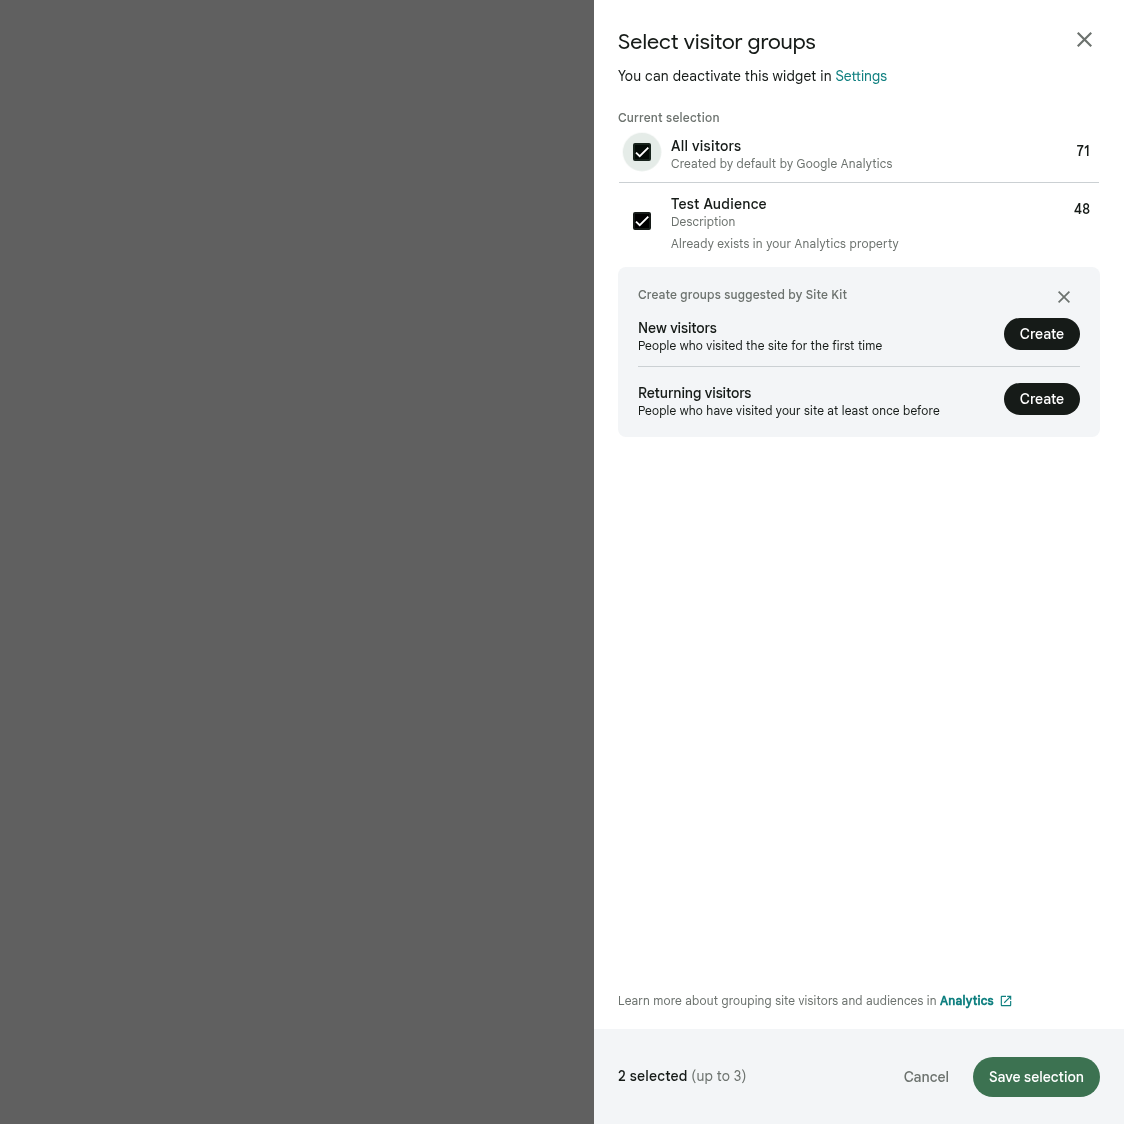 Select visitor groups
You can deactivate this widget in Settings
Current selection
All visitors
71
Created by default by Google Analytics
Test Audience
48
Description
Already exists in your Analytics property
Create groups suggested by Site Kit
New visitors
Create
People who visited the site for the first time
Returning visitors
Create
People who have visited your site at least once before
Learn more about grouping site visitors and audiences in Analytics
2 selected (up to 3)
Cancel
Save selection